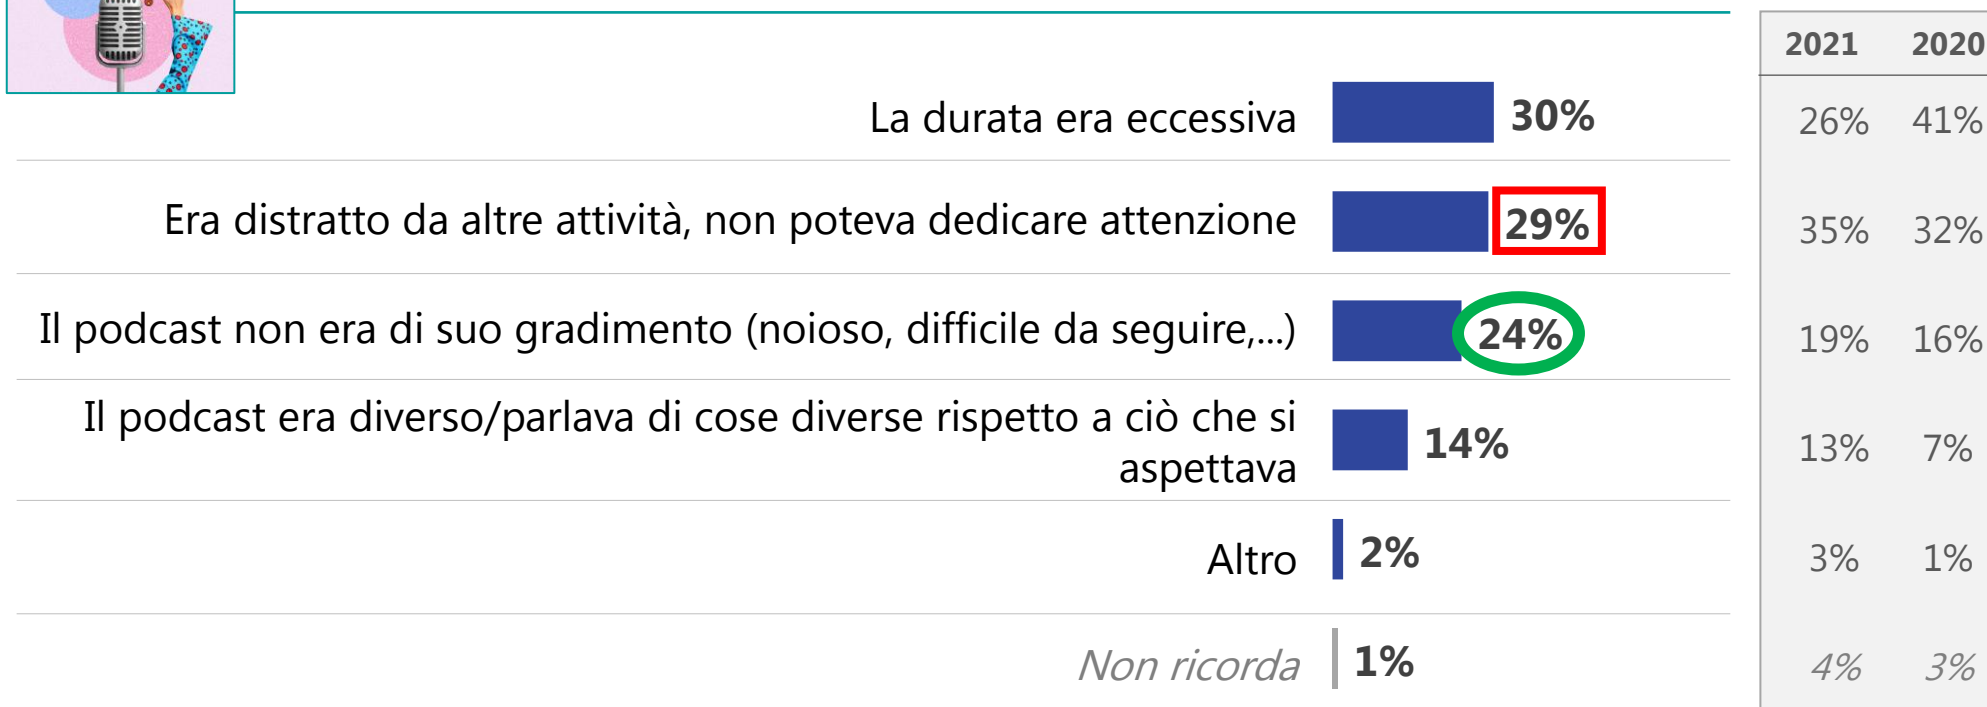 2021 2020
La durata era eccessiva 30% 26% 41%
Era distratto da altre attività, non poteva dedicare attenzione 29% 35% 32%
Il podcast non era di suo gradimento (noioso, difficile da seguire,...) 24% 19% 16%
Il podcast era diverso/parlava di cose diverse rispetto a ciò che si
aspettava 14% 13% 7%
Altro 2% 3% 1%
Non ricorda 1% 4% 3%